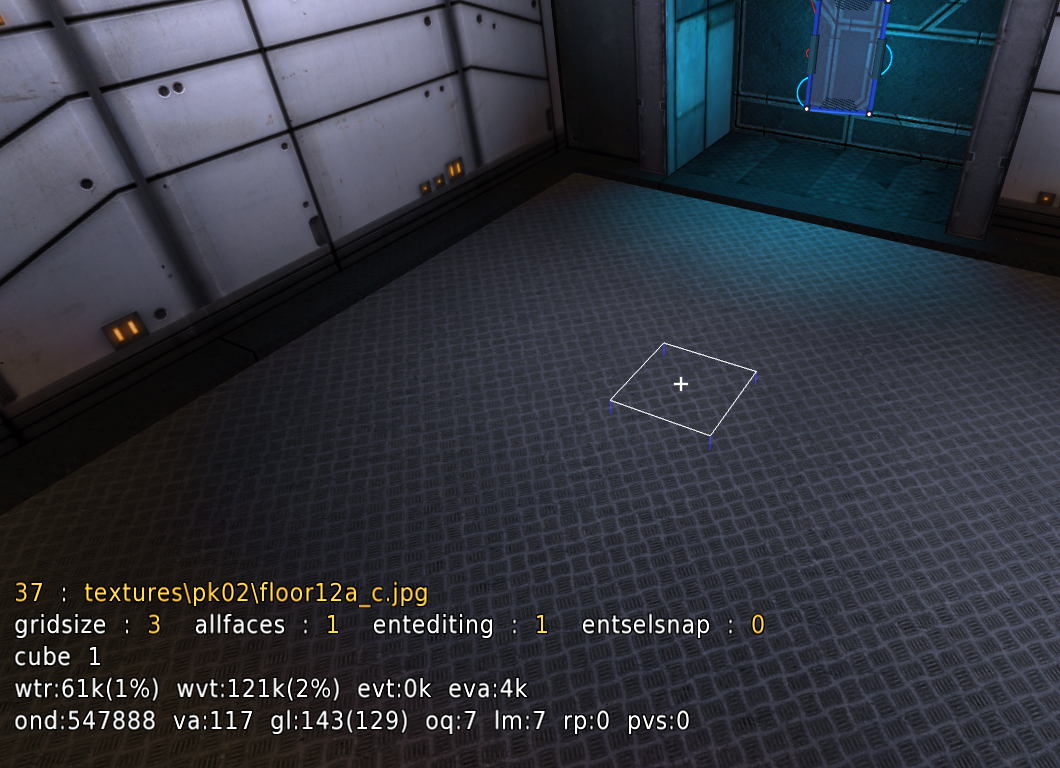 37 : textures\pk02\floor12a_c.jpg
gridsize : 3 allfaces : 1 entediting : 1 entselsnap : 0
cube 1
wtr:61k(1%) wvt:121k(2%) evt:0k eva:4k
ond:547888 va:117 gl:143(129) oq:7 lm:7 rp:0 pvs:0